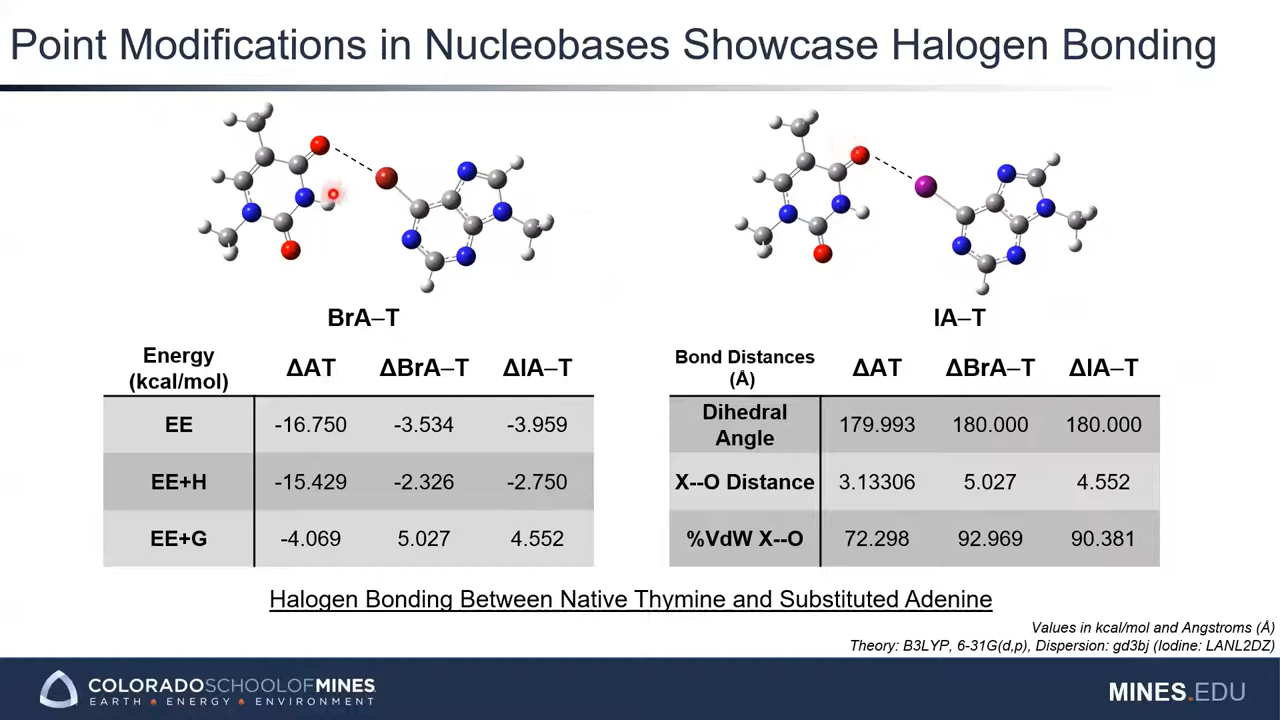 Point Modifications in Nucleobases Showcase Halogen Bonding
BrA–T
IA–T
Energy (kcal/mol) ΔAT ΔBrA–T ΔIA–T
EE -16.750 -3.534 -3.959
EE+H -15.429 -2.326 -2.750
EE+G -4.069 5.027 4.552
Bond Distances (Å) ΔAT ΔBrA–T ΔIA–T
Dihedral Angle 179.993 180.000 180.000
X--O Distance 3.13306 5.027 4.552
%VdW X--O 72.298 92.969 90.381
Halogen Bonding Between Native Thymine and Substituted Adenine
Values in kcal/mol and Angstroms (Å)
Theory: B3LYP, 6-31G(d,p), Dispersion: gd3bj (Iodine: LANL2DZ)
COLORADOSCHOOLOFMINES
EARTH • ENERGY • ENVIRONMENT
MINES.EDU